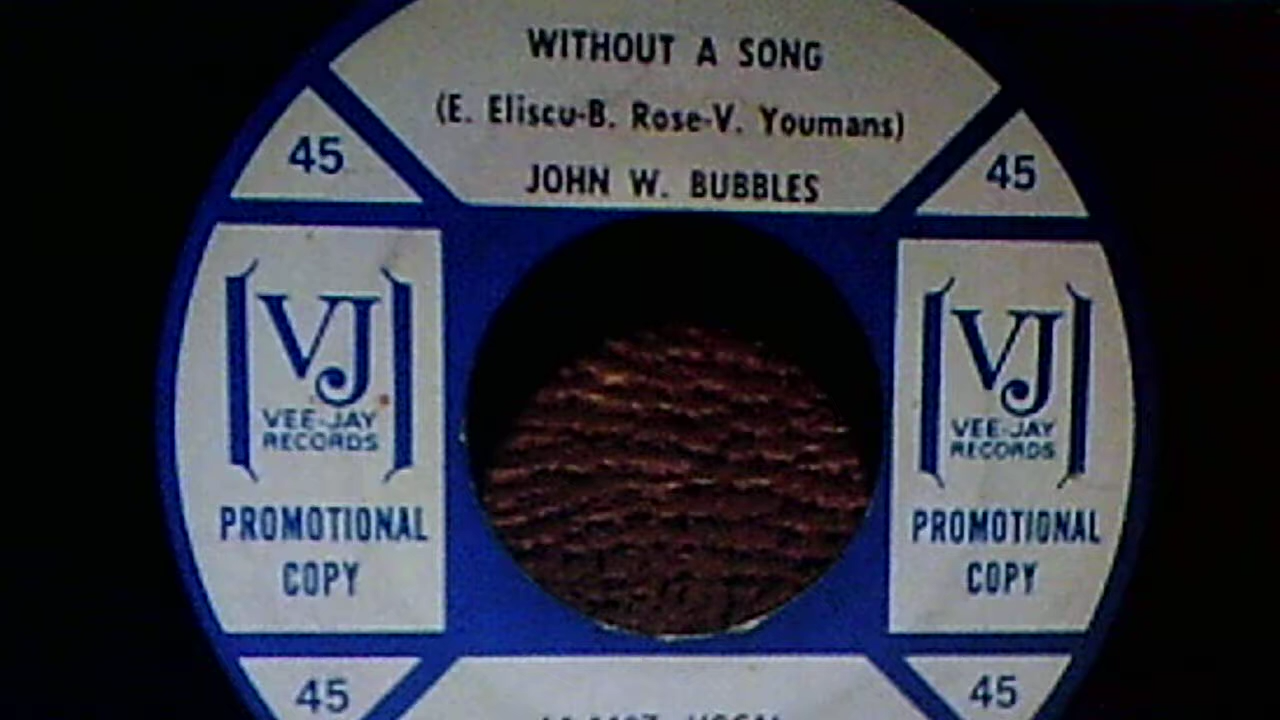 WITHOUT A SONG
(E. Eliscu-B. Rose-V. Youmans)
JOHN W. BUBBLES
45
45
VJ
VEE-JAY
RECORDS
PROMOTIONAL
COPY
VJ
VEE-JAY
RECORDS
PROMOTIONAL
COPY
45
45